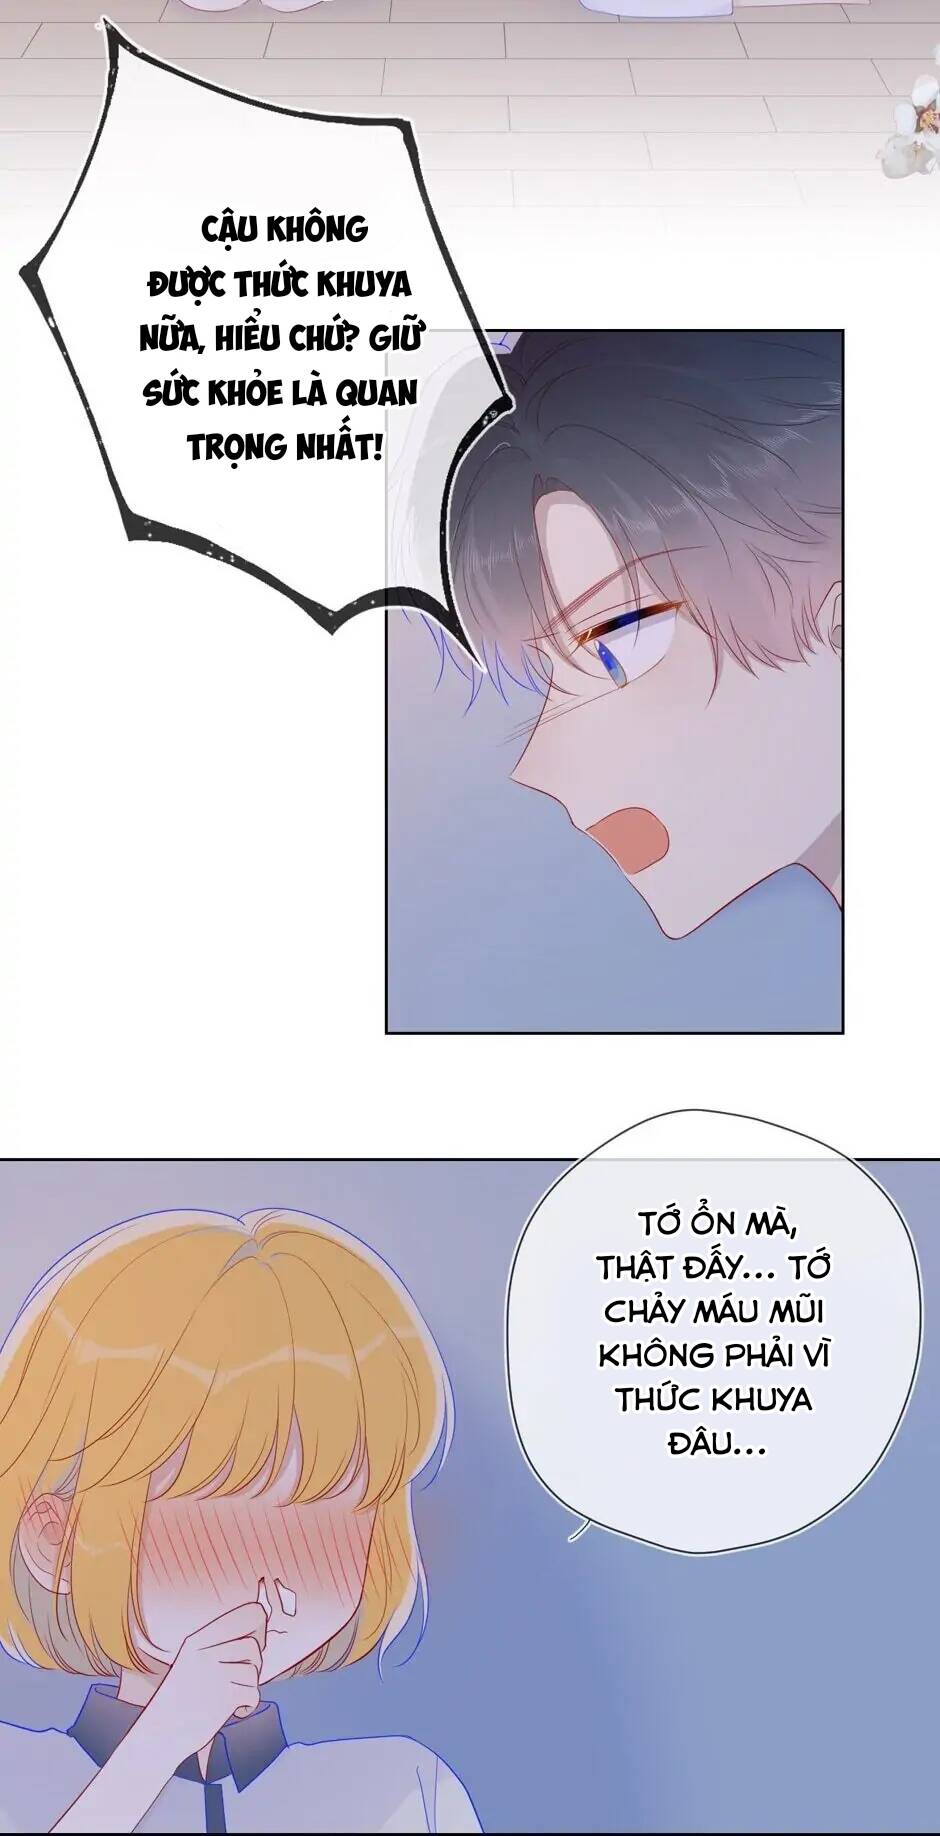 CẬU KHÔNG
ĐƯỢC THỨC KHUYA
NỮA, HIỂU CHỨ? GIỮ
SỨC KHỎE LÀ QUAN
TRỌNG NHẤT!
TỚ ỔN MÀ,
THẬT ĐẤY... TỚ
CHẢY MÁU MŨI
KHÔNG PHẢI VÌ
THỨC KHUYA
ĐÂU...